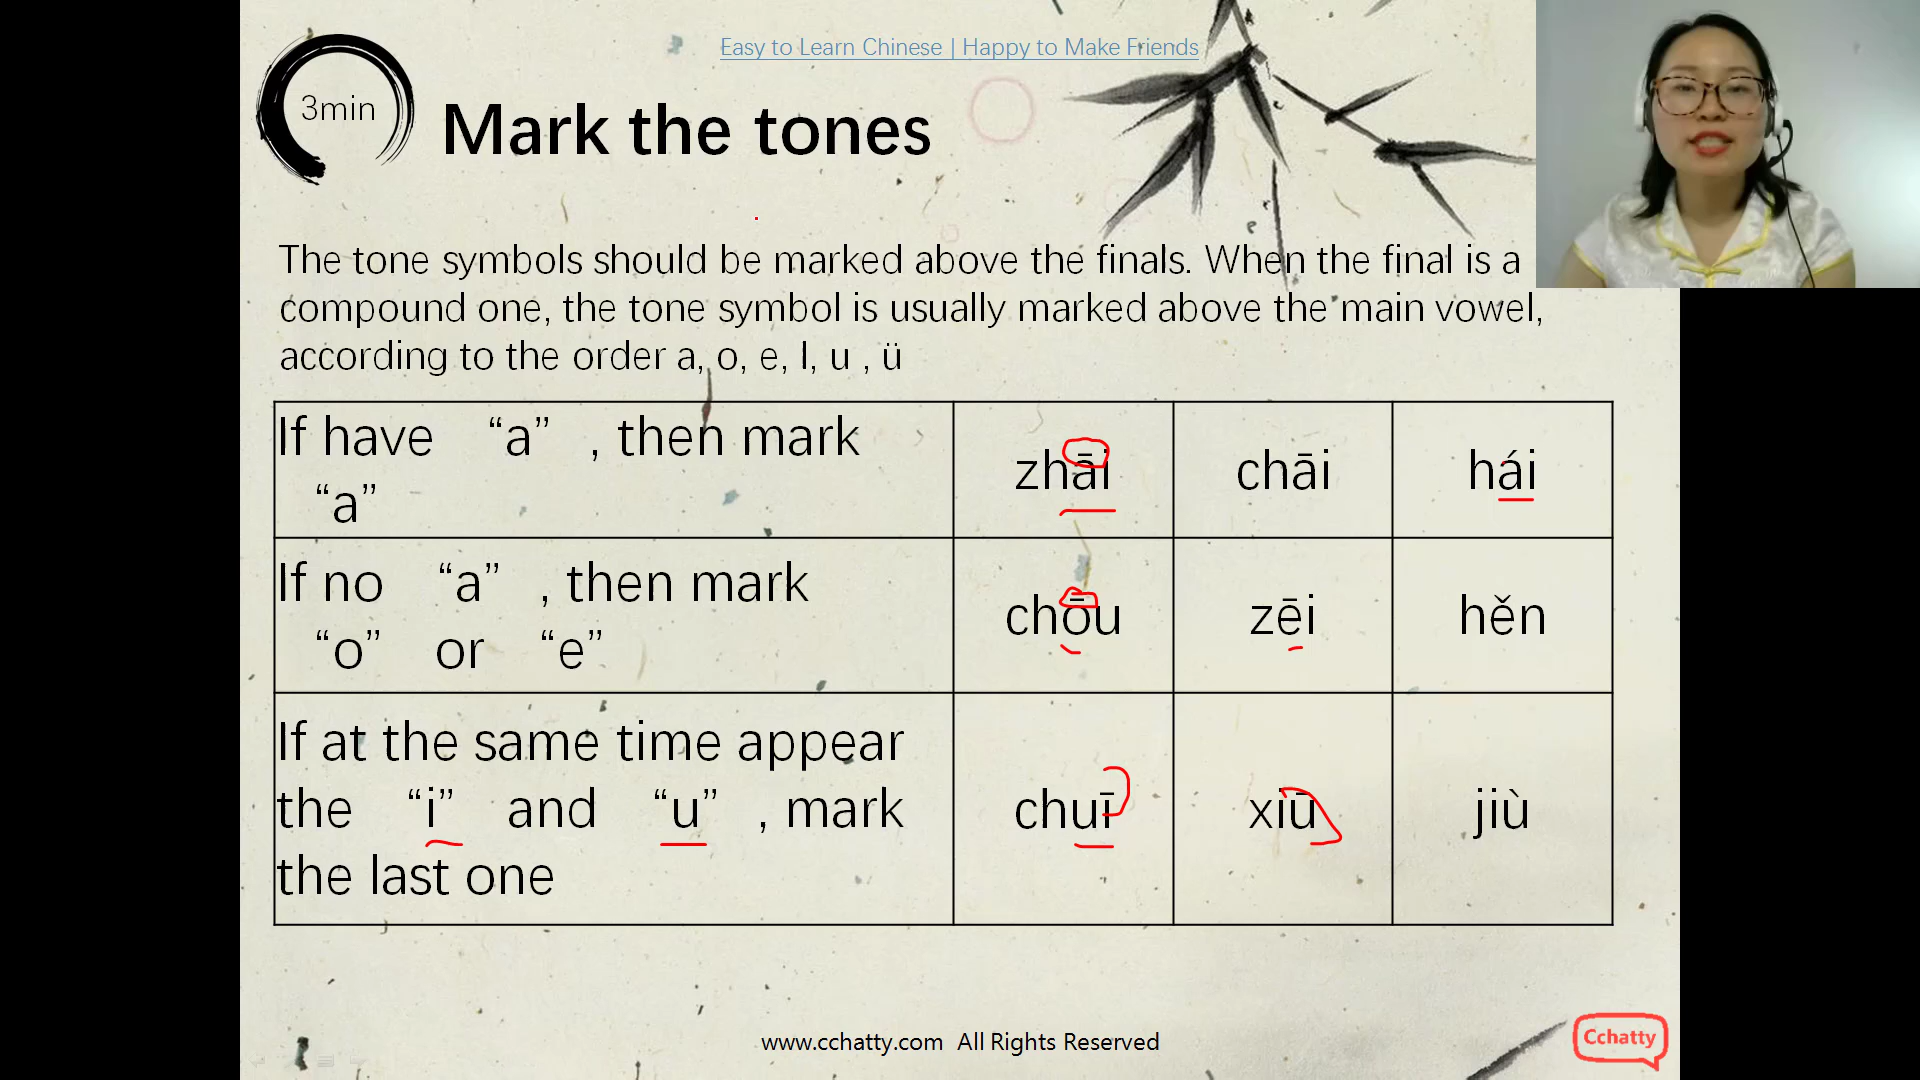 Easy to Learn Chinese | Happy to Make Friends
3min
Mark the tones
The tone symbols should be marked above the finals. When the final is a
compound one, the tone symbol is usually marked above the main vowel,
according to the order a, o, e, I, u , ü
If have “a” , then mark
“a”
zhāi
chāi
hái
If no “a” , then mark
“o” or “e”
chōu
zēi
hěn
If at the same time appear
the “i” and “u” , mark
the last one
chuī
xiū
jiù
www.cchatty.com All Rights Reserved
Cchatty